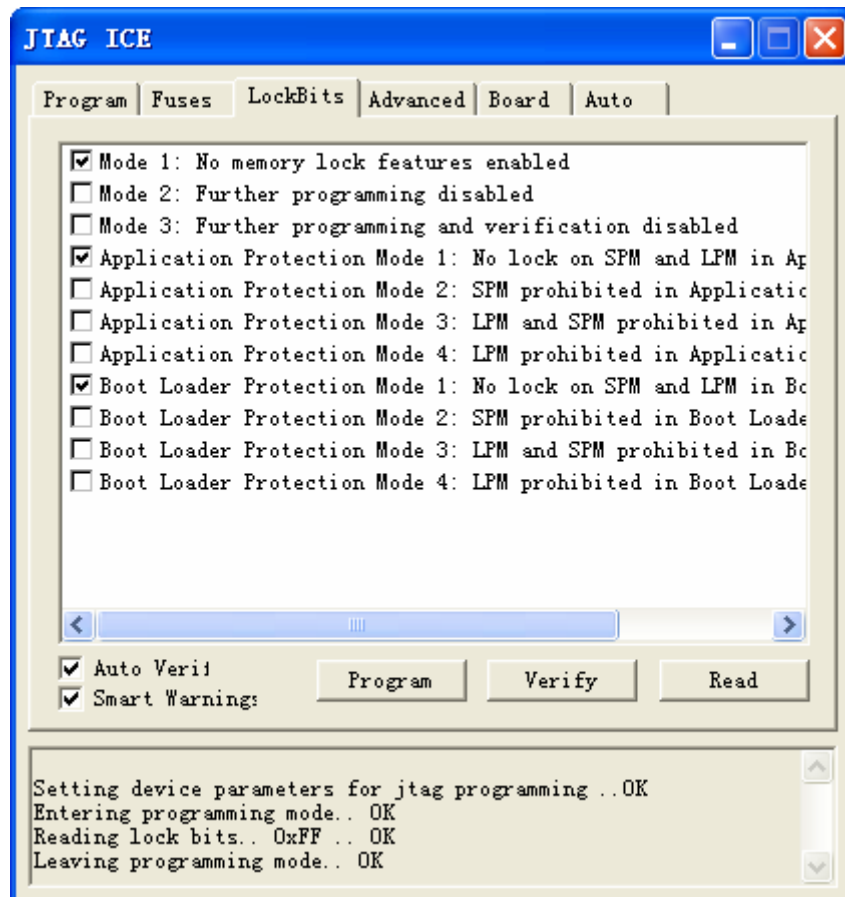 JTAG ICE
Program Fuses LockBits Advanced Board Auto
Mode 1: No memory lock features enabled
Mode 2: Further programming disabled
Mode 3: Further programming and verification disabled
Application Protection Mode 1: No lock on SPM and LPM in Ap
Application Protection Mode 2: SPM prohibited in Applicatic
Application Protection Mode 3: LPM and SPM prohibited in Ap
Application Protection Mode 4: LPM prohibited in Applicatic
Boot Loader Protection Mode 1: No lock on SPM and LPM in Bo
Boot Loader Protection Mode 2: SPM prohibited in Boot Loade
Boot Loader Protection Mode 3: LPM and SPM prohibited in Bo
Boot Loader Protection Mode 4: LPM prohibited in Boot Loade
Auto Verif
Smart Warnings
Program Verify Read
Setting device parameters for jtag programming ..OK
Entering programming mode.. OK
Reading lock bits.. 0xFF .. OK
Leaving programming mode.. OK